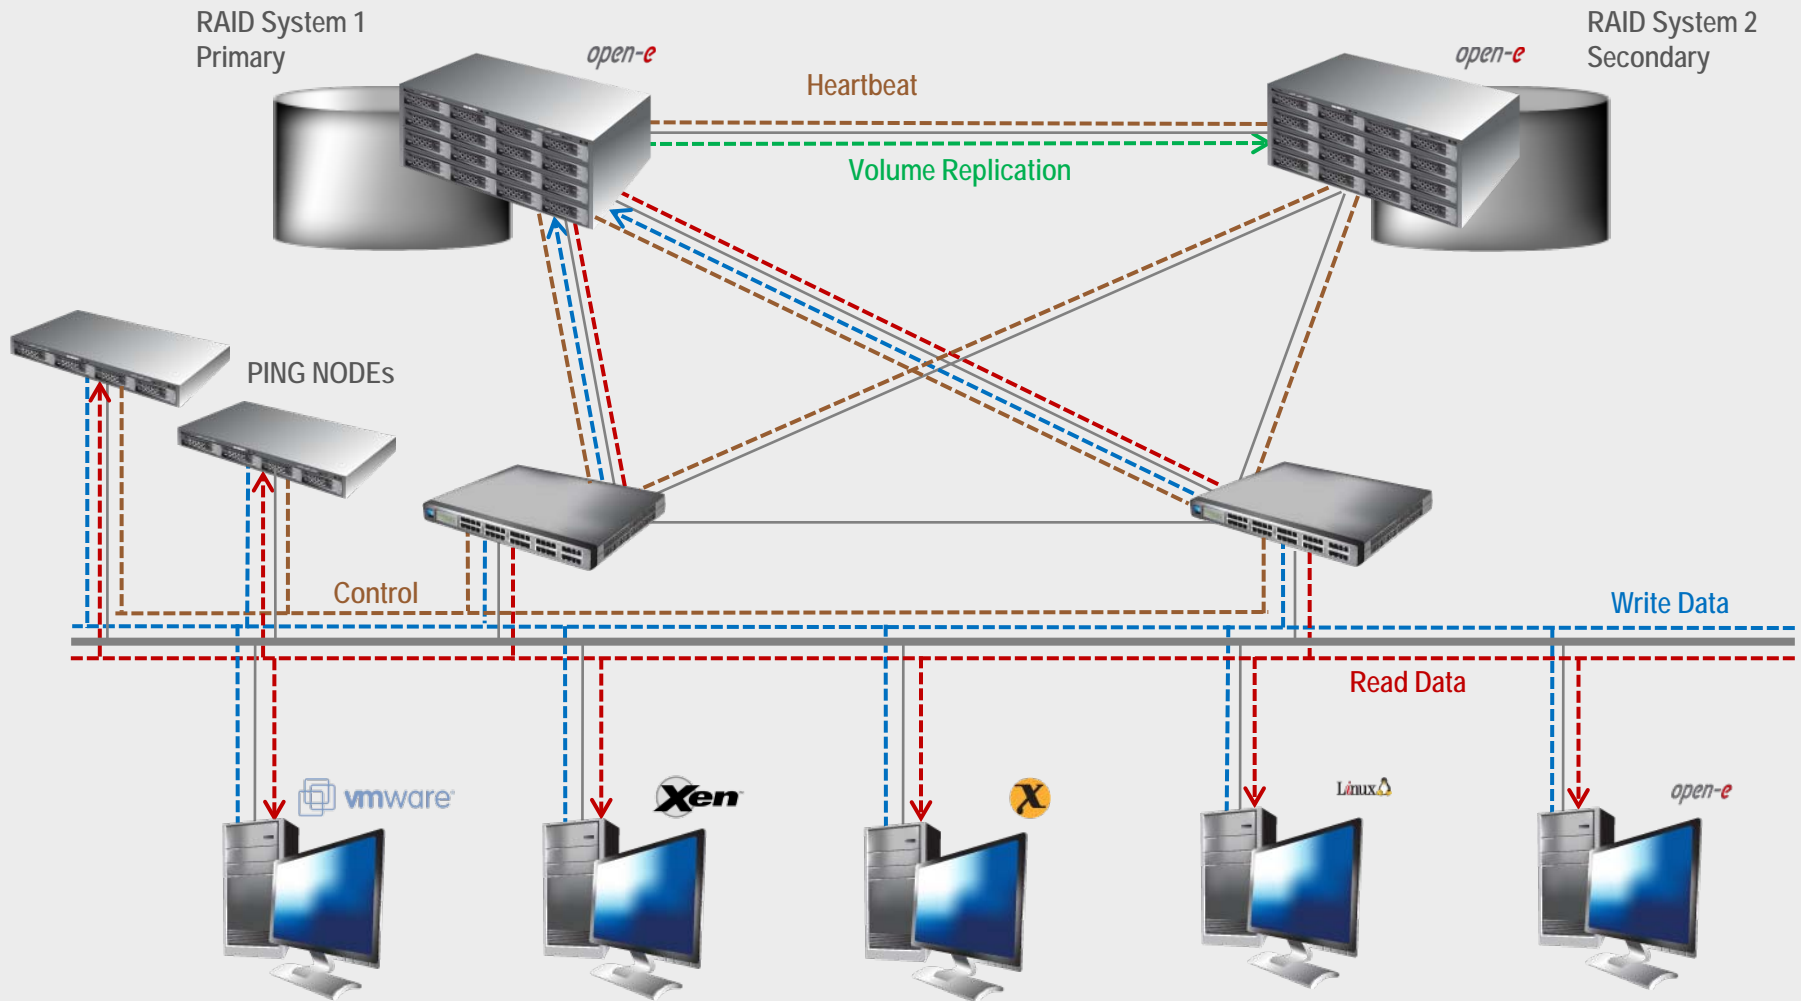 RAID System 1
Primary
open-e
open-e
RAID System 2
Secondary
Heartbeat
Volume Replication
PING NODEs
Control
Write Data
Read Data
vmware
Xen
X
Linux
open-e